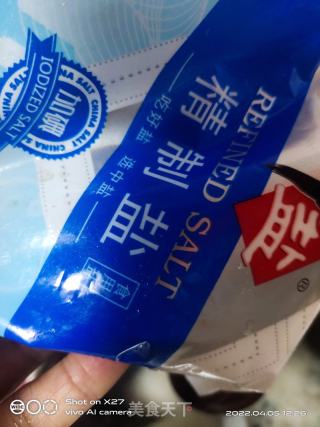 REFINED SALT
精制盐
吃好盐 选中盐
食用盐
加碘
IODIZED SALT
CHINA SALT
盐
®
Shot on X27
vivo AI camera
美食天下
2022.04.05 12:26